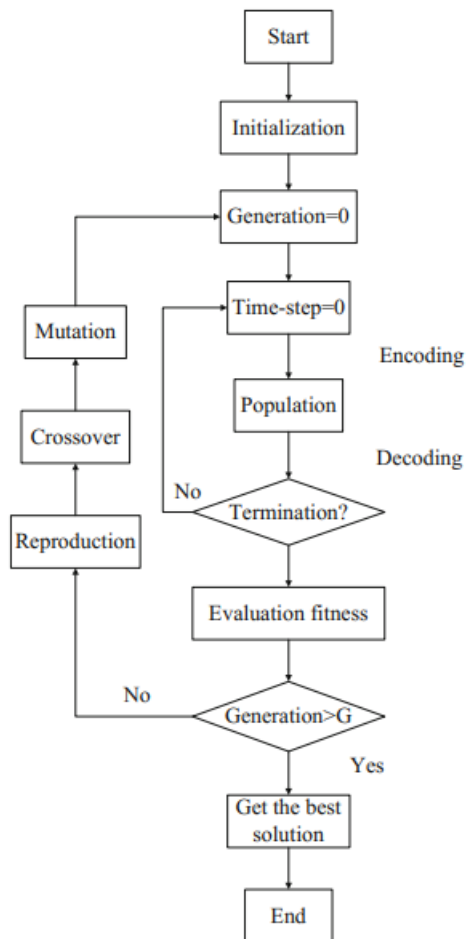 Start
Initialization
Generation=0
Time-step=0
Mutation
Encoding
Population
Crossover
Decoding
No
Termination?
Reproduction
Evaluation fitness
No
Generation>G
Yes
Get the best
solution
End